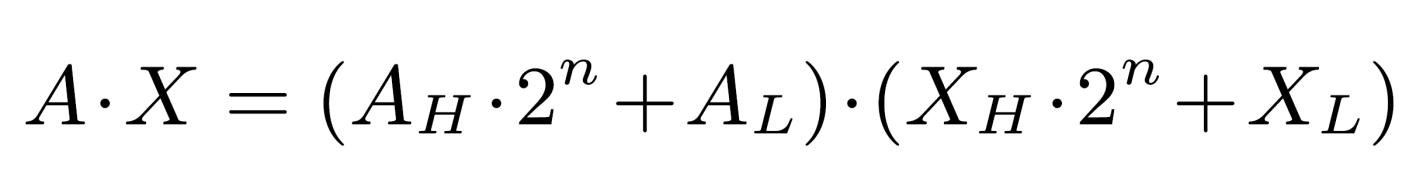 A · X = (A_H · 2^n + A_L) · (X_H · 2^n + X_L)